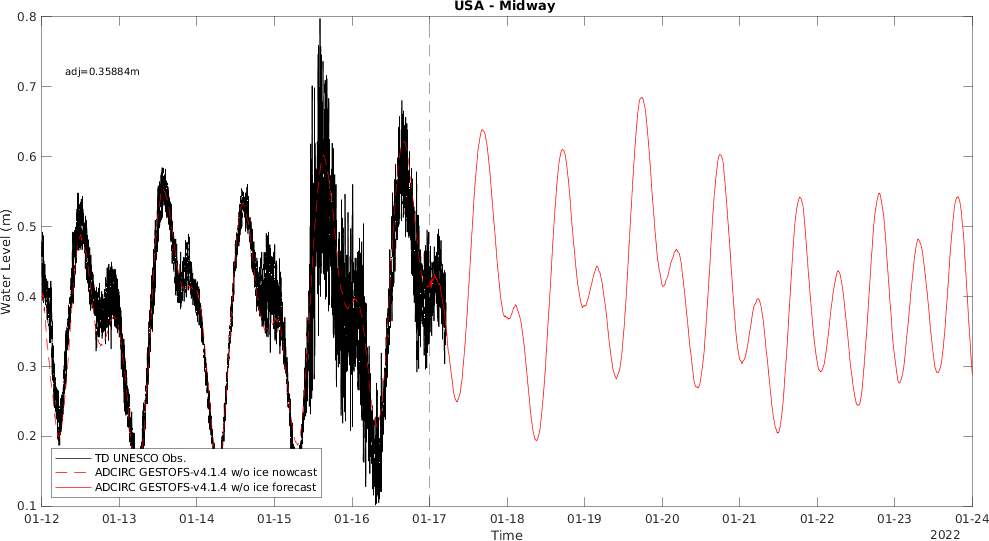 USA - Midway
adj=0.35884m
Water Level (m)
0.8
0.7
0.6
0.5
0.4
0.3
0.2
0.1
TD UNESCO Obs.
ADCIRC GESTOFS-v4.1.4 w/o ice nowcast
ADCIRC GESTOFS-v4.1.4 w/o ice forecast
01-12 01-13 01-14 01-15 01-16 01-17 01-18 01-19 01-20 01-21 01-22 01-23 01-24
Time
2022